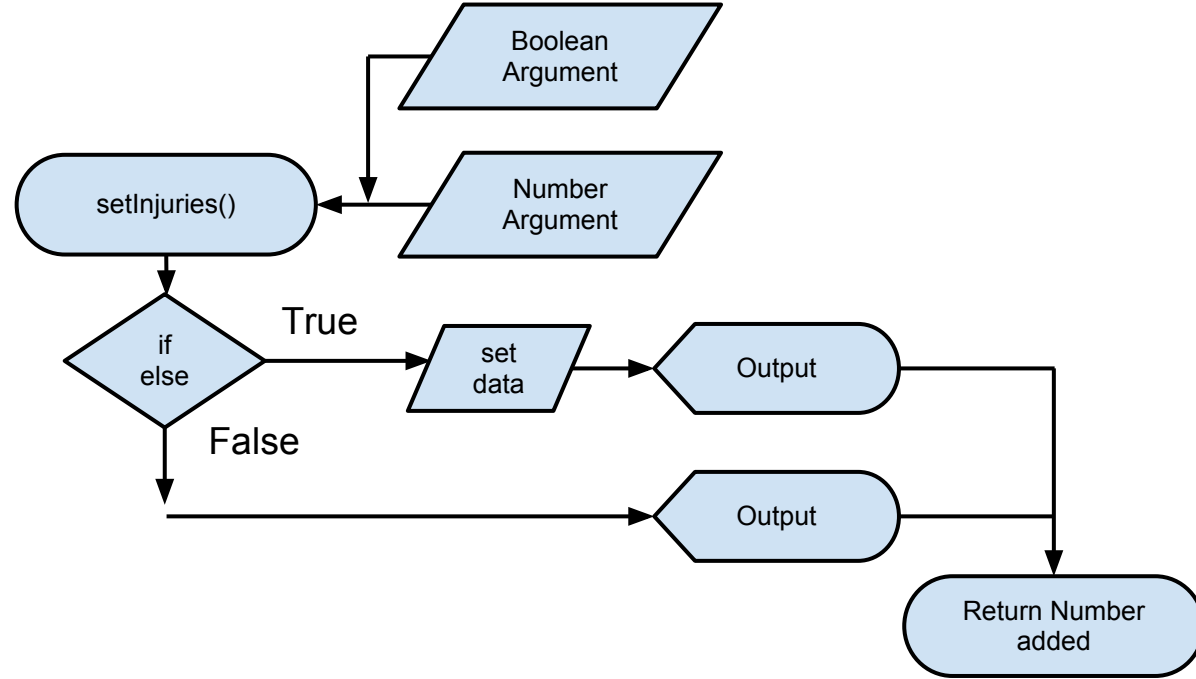 Boolean
Argument
Number
Argument
setInjuries()
if
else
True
set
data
Output
False
Output
Return Number
added